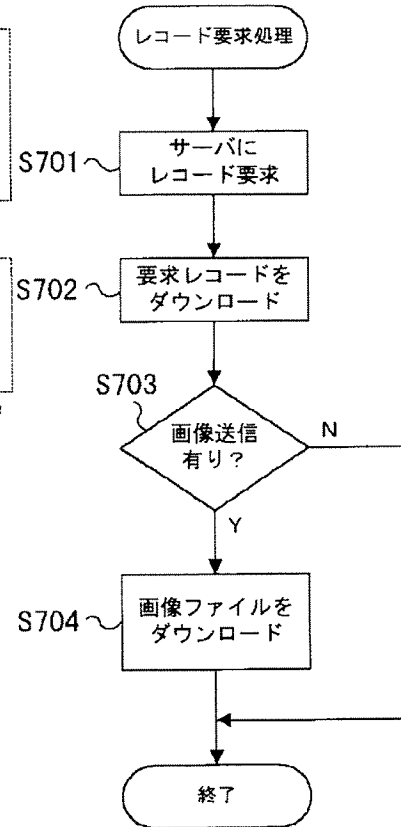 レコード要求処理
S701
サーバに
レコード要求
S702
要求レコードを
ダウンロード
S703
画像送信
有り？
N
Y
S704
画像ファイルを
ダウンロード
終了